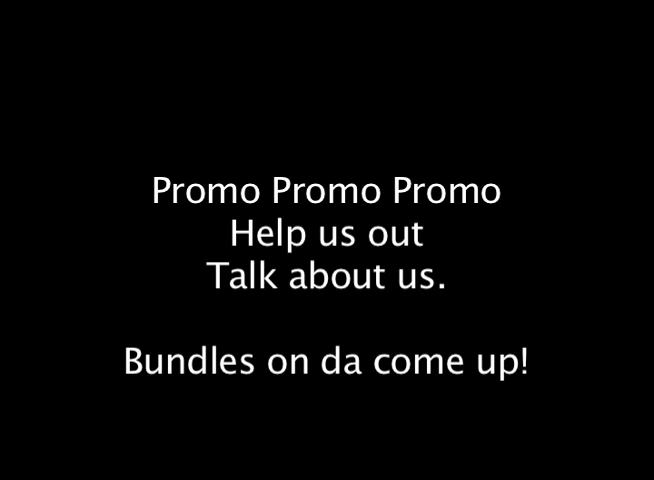 Promo Promo Promo
Help us out
Talk about us.
Bundles on da come up!